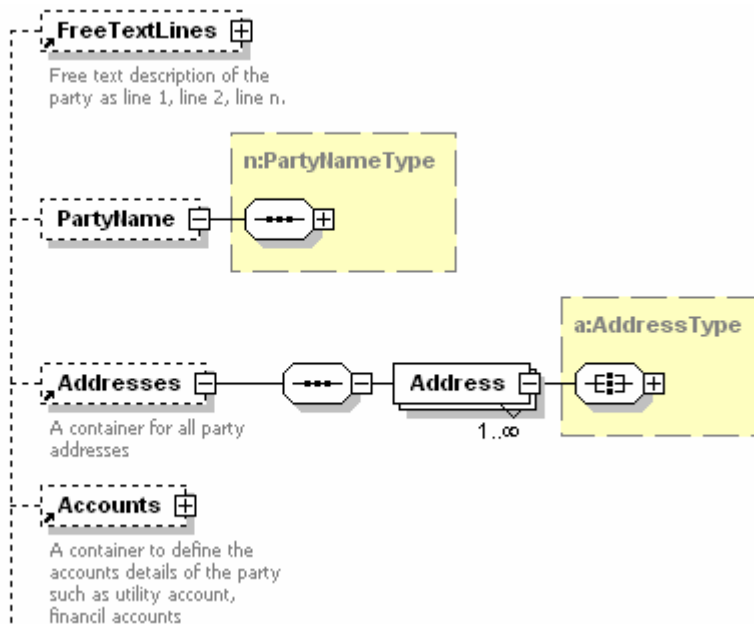 FreeTextLines
Free text description of the
party as line 1, line 2, line n.
n:PartyNameType
PartyName
a:AddressType
Addresses
Address
1..∞
A container for all party
addresses
Accounts
A container to define the
accounts details of the party
such as utility account,
financil accounts